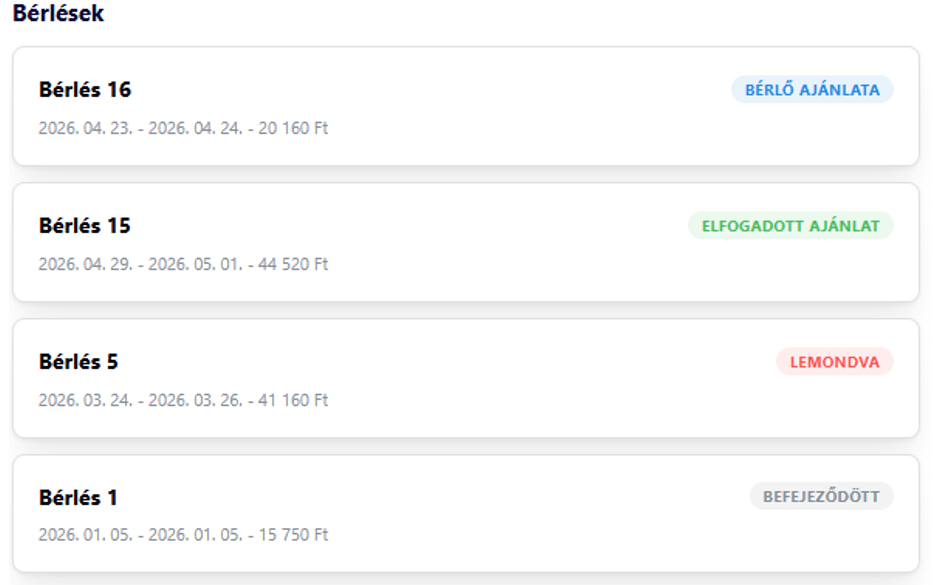 Bérlések
Bérlés 16
BÉRLŐ AJÁNLATA
2026. 04. 23. - 2026. 04. 24. - 20 160 Ft
Bérlés 15
ELFOGADOTT AJÁNLAT
2026. 04. 29. - 2026. 05. 01. - 44 520 Ft
Bérlés 5
LEMONDVA
2026. 03. 24. - 2026. 03. 26. - 41 160 Ft
Bérlés 1
BEFEJEZŐDÖTT
2026. 01. 05. - 2026. 01. 05. - 15 750 Ft